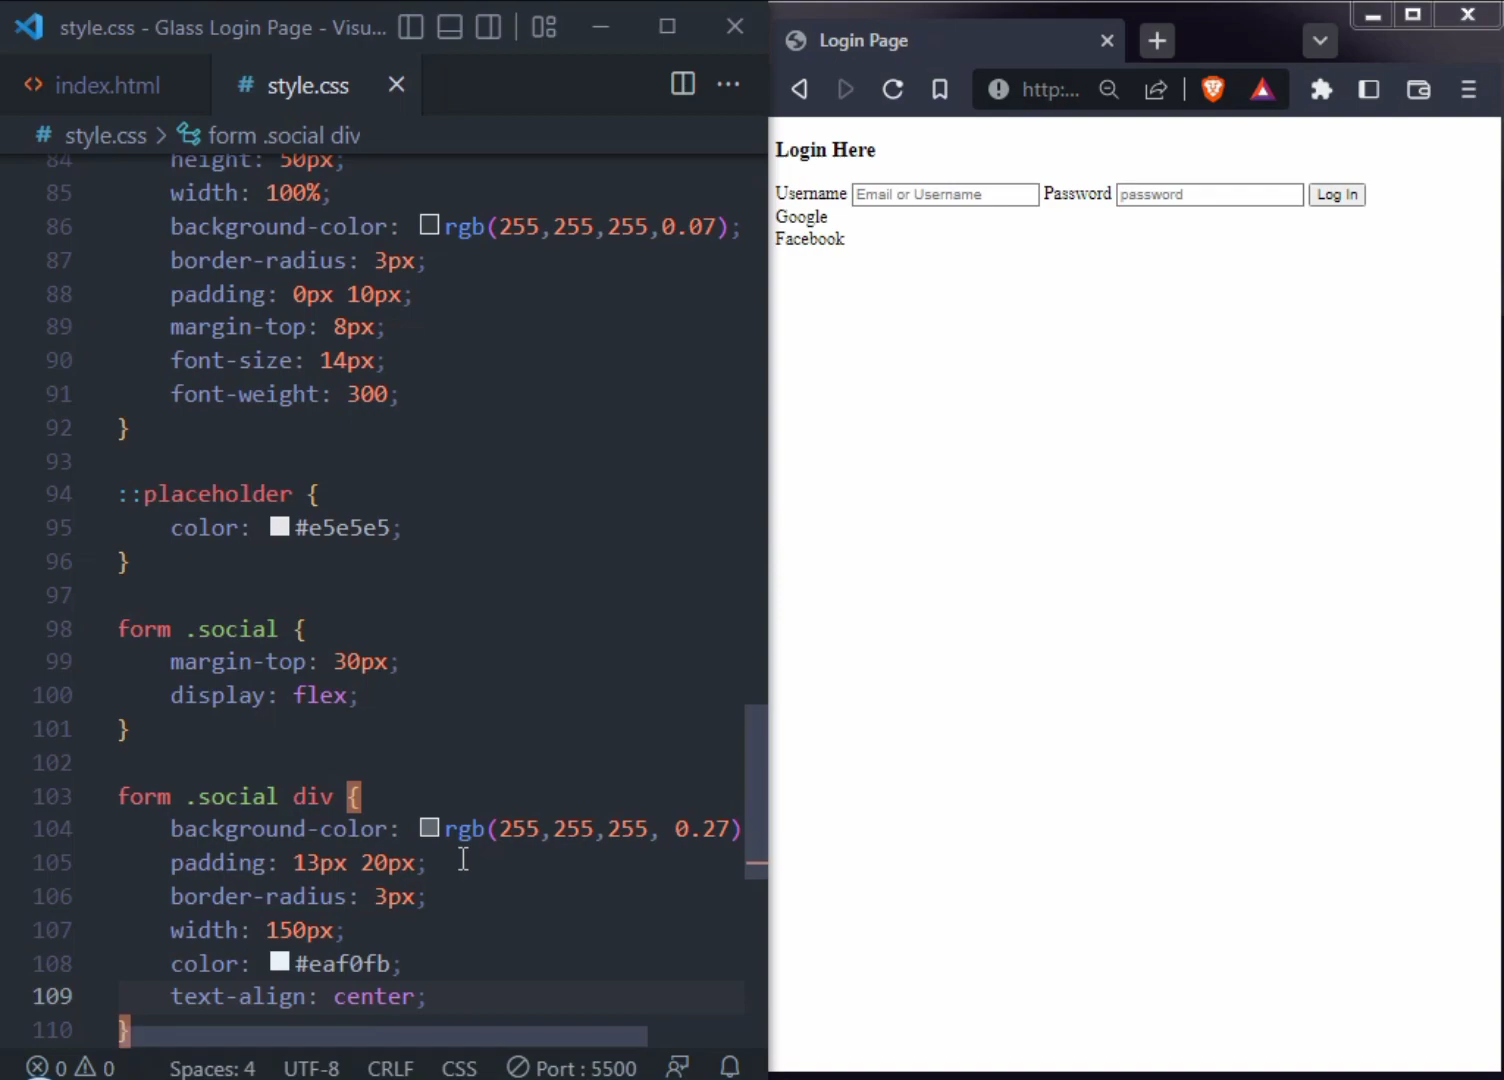 style.css - Glass Login Page - Visu...
index.html
# style.css
# style.css > form .social div
84 height: 50px;
85 width: 100%;
86 background-color: rgb(255,255,255,0.07);
87 border-radius: 3px;
88 padding: 0px 10px;
89 margin-top: 8px;
90 font-size: 14px;
91 font-weight: 300;
92 }
93
94 ::placeholder {
95 color: #e5e5e5;
96 }
97
98 form .social {
99 margin-top: 30px;
100 display: flex;
101 }
102
103 form .social div {
104 background-color: rgb(255,255,255, 0.27)
105 padding: 13px 20px;
106 border-radius: 3px;
107 width: 150px;
108 color: #eaf0fb;
109 text-align: center;
110 }
0 0 Spaces: 4 UTF-8 CRLF CSS Port : 5500
Login Page
http:...
Login Here
Username Email or Username Password password Log In
Google
Facebook